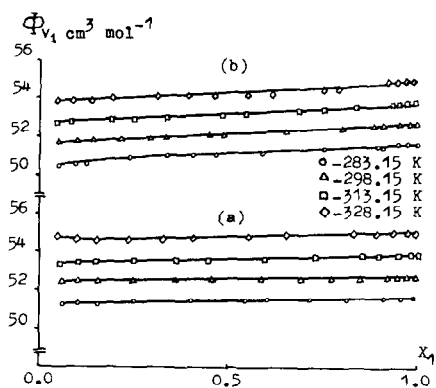 Φv₁ cm³ mol⁻¹
56
(b)
54
52
50
○-283.15 K
△-298.15 K
□-313.15 K
◇-328.15 K
56
(a)
54
52
50
X₁
0.0
0.5
1.0